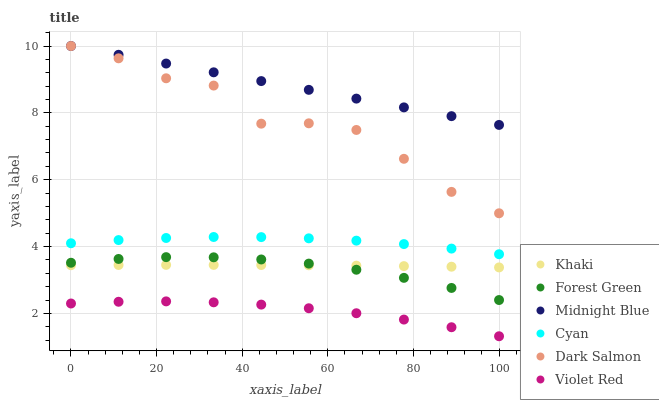 title
yaxis_label
10
8
6
4
2
0
20
40
60
80
100
xaxis_label
Khaki
Forest Green
Midnight Blue
Cyan
Dark Salmon
Violet Red